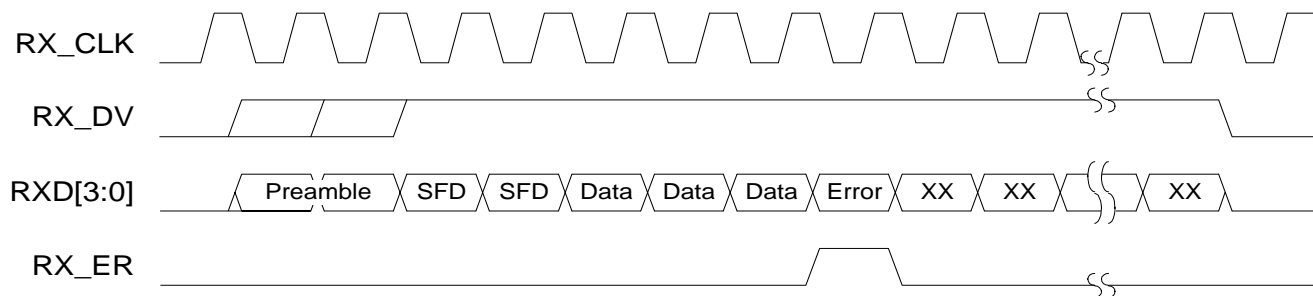 RX_CLK
RX_DV
RXD[3:0] Preamble SFD SFD Data Data Data Error XX XX XX
RX_ER